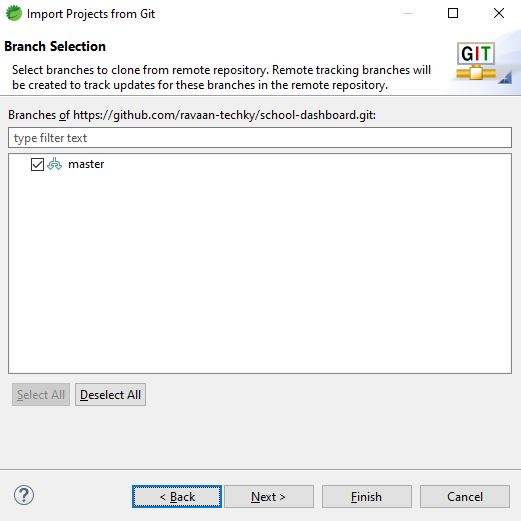 Import Projects from Git
Branch Selection
GIT
Select branches to clone from remote repository. Remote tracking branches will
be created to track updates for these branches in the remote repository.
Branches of https://github.com/ravaan-techky/school-dashboard.git:
type filter text
master
Select All Deselect All
? < Back Next > Finish Cancel